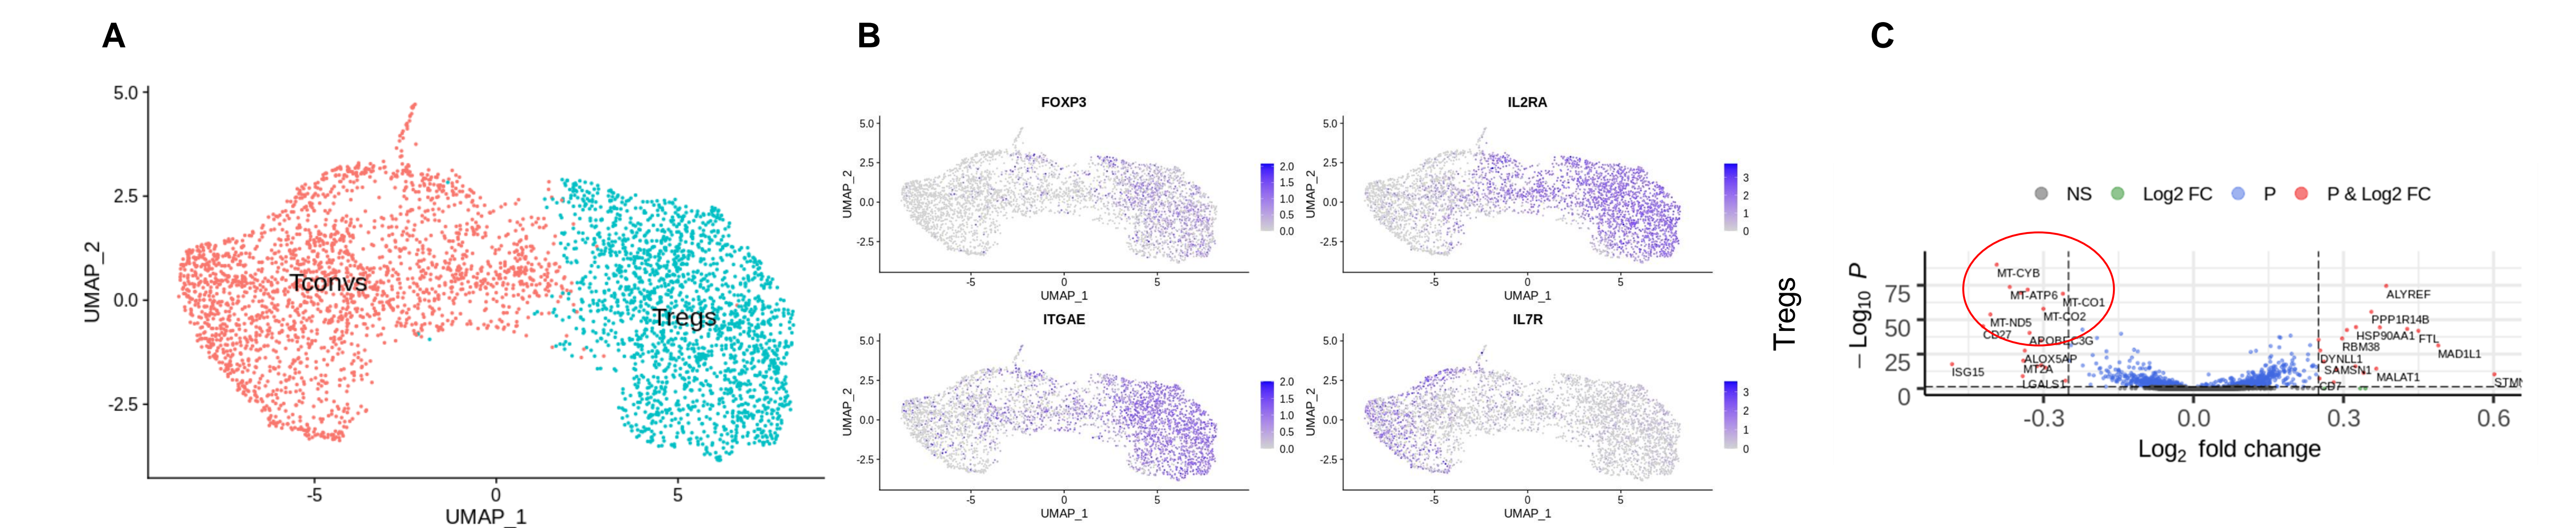 A
5.0
2.5
0.0
-2.5
UMAP_2
Tconvs
Tregs
-5
0
5
UMAP_1
B
FOXP3
5.0
2.5
0.0
-2.5
UMAP_2
-5
0
5
UMAP_1
2.0
1.5
1.0
0.5
0.0
IL2RA
5.0
2.5
0.0
-2.5
UMAP_2
-5
0
5
UMAP_1
3
2
1
0
ITGAE
5.0
2.5
0.0
-2.5
UMAP_2
-5
0
5
UMAP_1
2.0
1.5
1.0
0.5
0.0
IL7R
5.0
2.5
0.0
-2.5
UMAP_2
-5
0
5
UMAP_1
3
2
1
0
C
NS Log2 FC P P & Log2 FC
Tregs
– Log10 P
75
50
25
0
MT-CYB
MT-ATP6
MT-CO1
MT-CO2
MT-ND5
CD27
APOBEC3G
ALOX5AP
MT2A
ISG15
LGALS1
ALYREF
PPP1R14B
HSP90AA1
FTL
RBM38
MAD1L1
DYNLL1
SAMSN1
MALAT1
CD7
STMN
-0.3
0.0
0.3
0.6
Log2 fold change